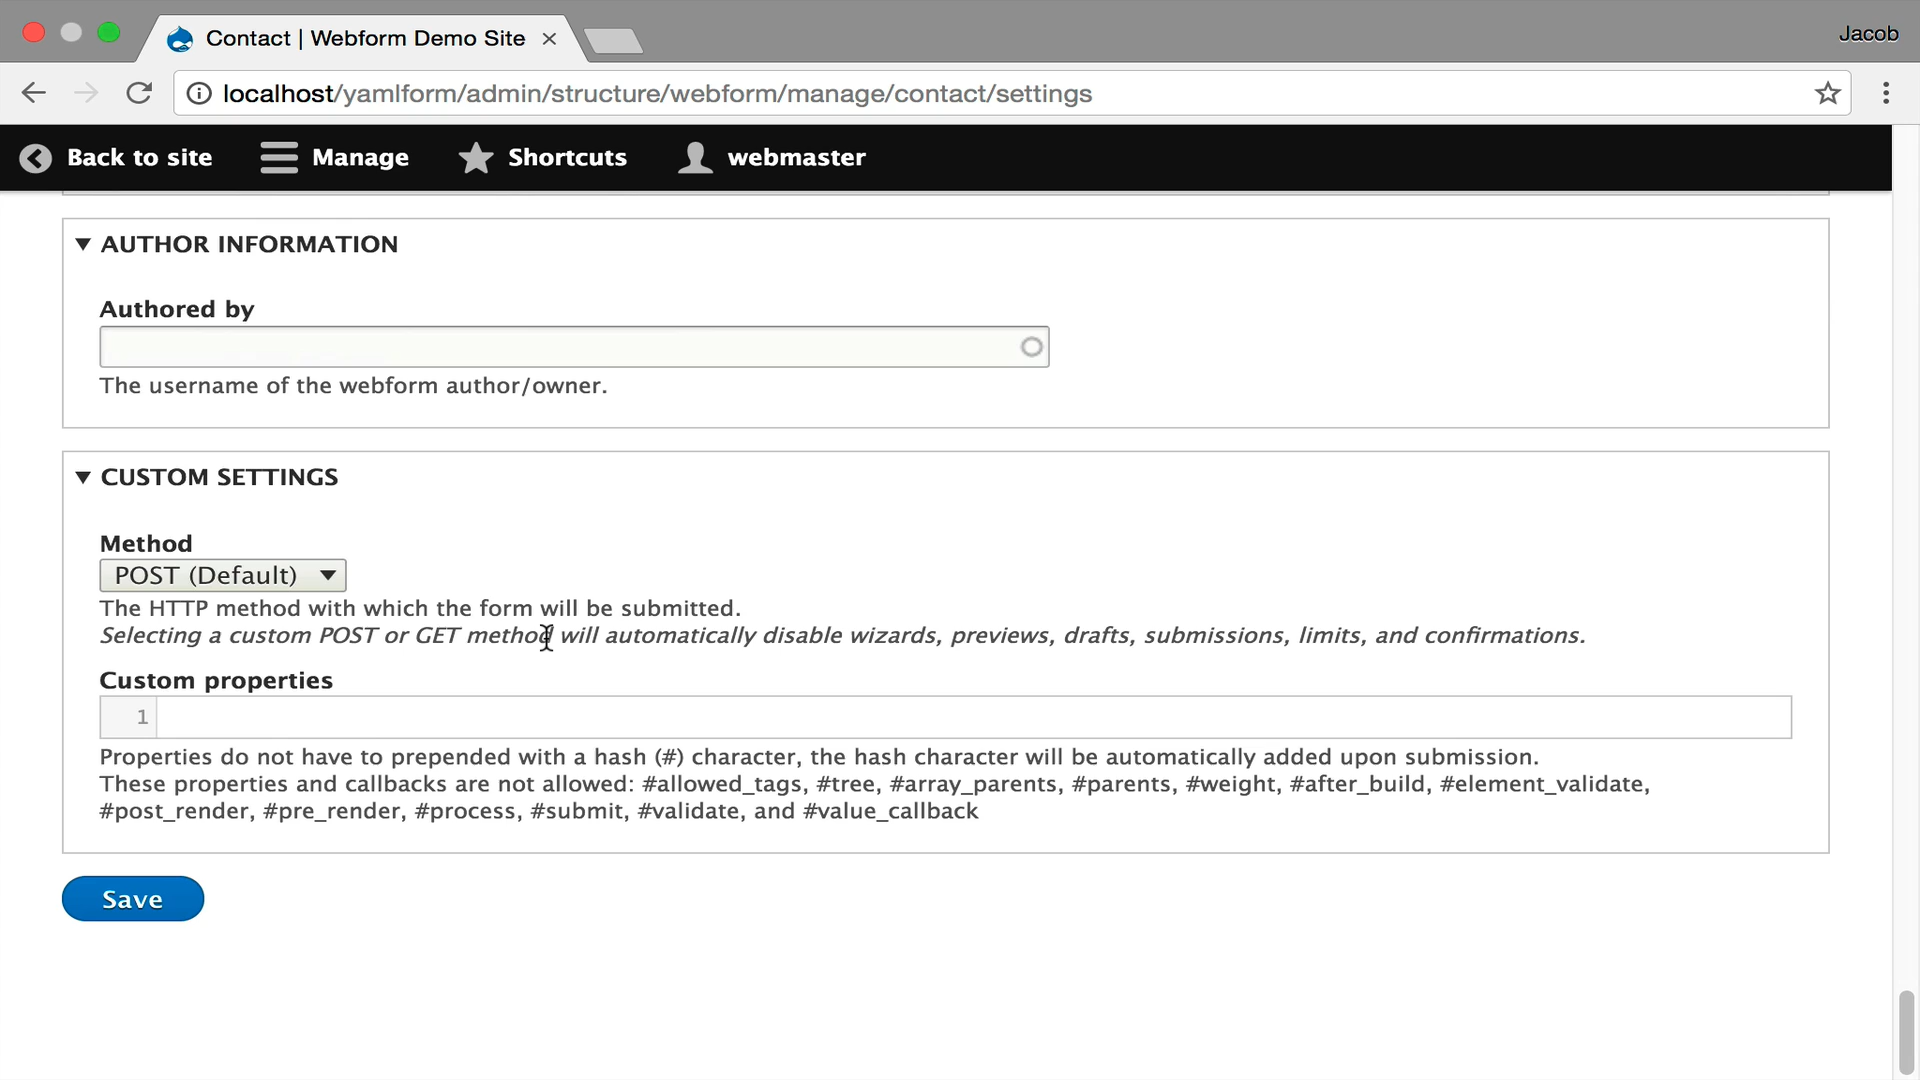 Contact | Webform Demo Site
Jacob
localhost/yamlform/admin/structure/webform/manage/contact/settings
Back to site Manage Shortcuts webmaster
AUTHOR INFORMATION
Authored by
The username of the webform author/owner.
CUSTOM SETTINGS
Method
POST (Default)
The HTTP method with which the form will be submitted.
Selecting a custom POST or GET method will automatically disable wizards, previews, drafts, submissions, limits, and confirmations.
Custom properties
1
Properties do not have to prepended with a hash (#) character, the hash character will be automatically added upon submission.
These properties and callbacks are not allowed: #allowed_tags, #tree, #array_parents, #parents, #weight, #after_build, #element_validate,
#post_render, #pre_render, #process, #submit, #validate, and #value_callback
Save